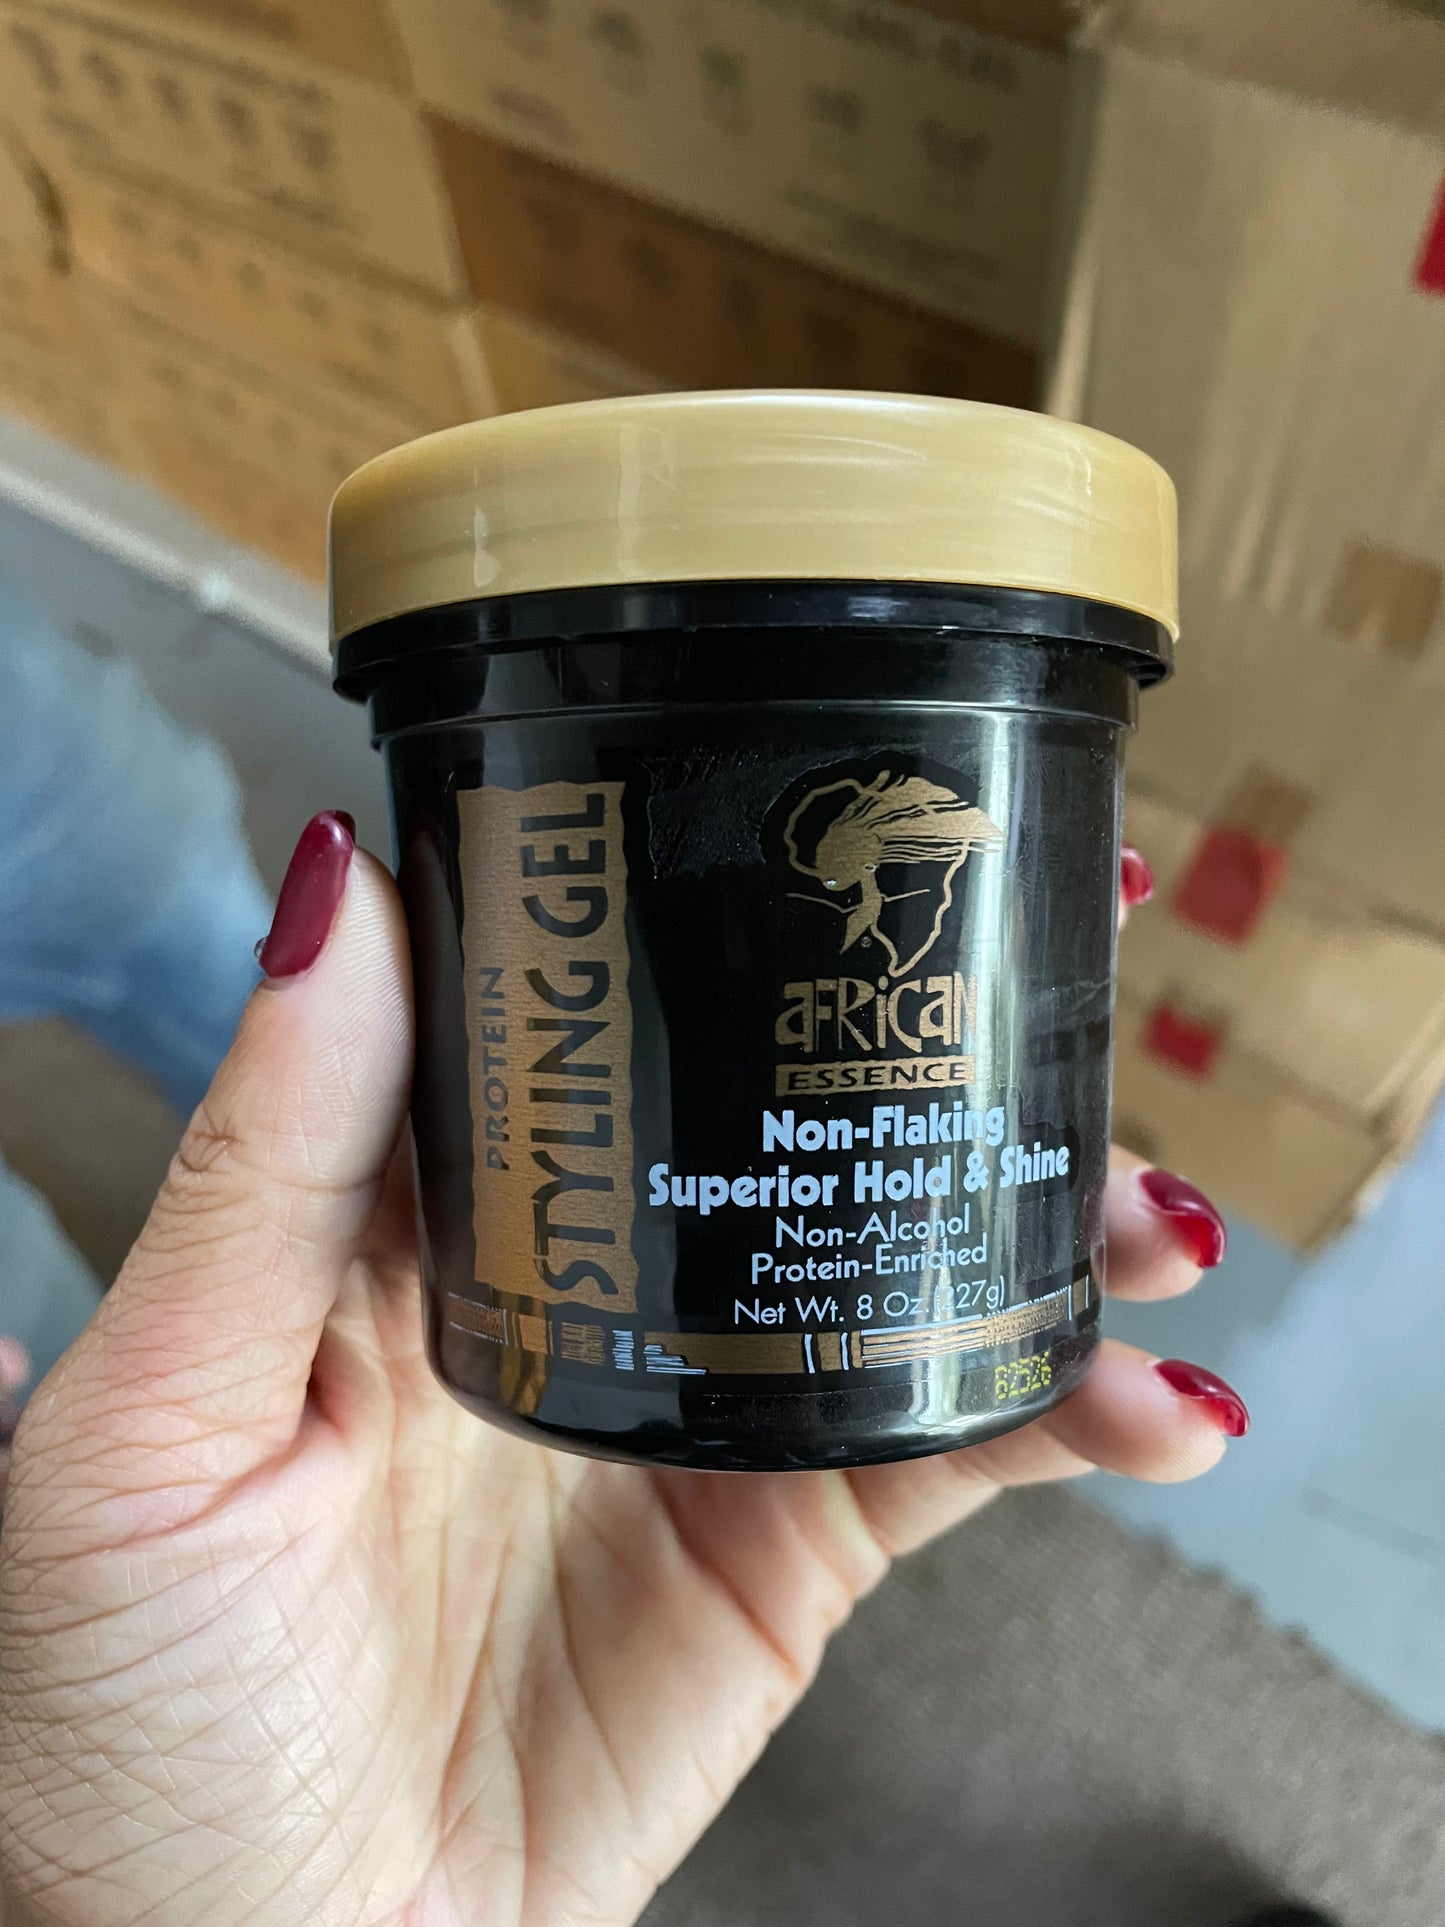 PROTEIN
STYLING GEL
®
aFRiCaN
ESSENCE
Non-Flaking
Superior Hold & Shine
Non-Alcohol
Protein-Enriched
Net Wt. 8 Oz. (227g)